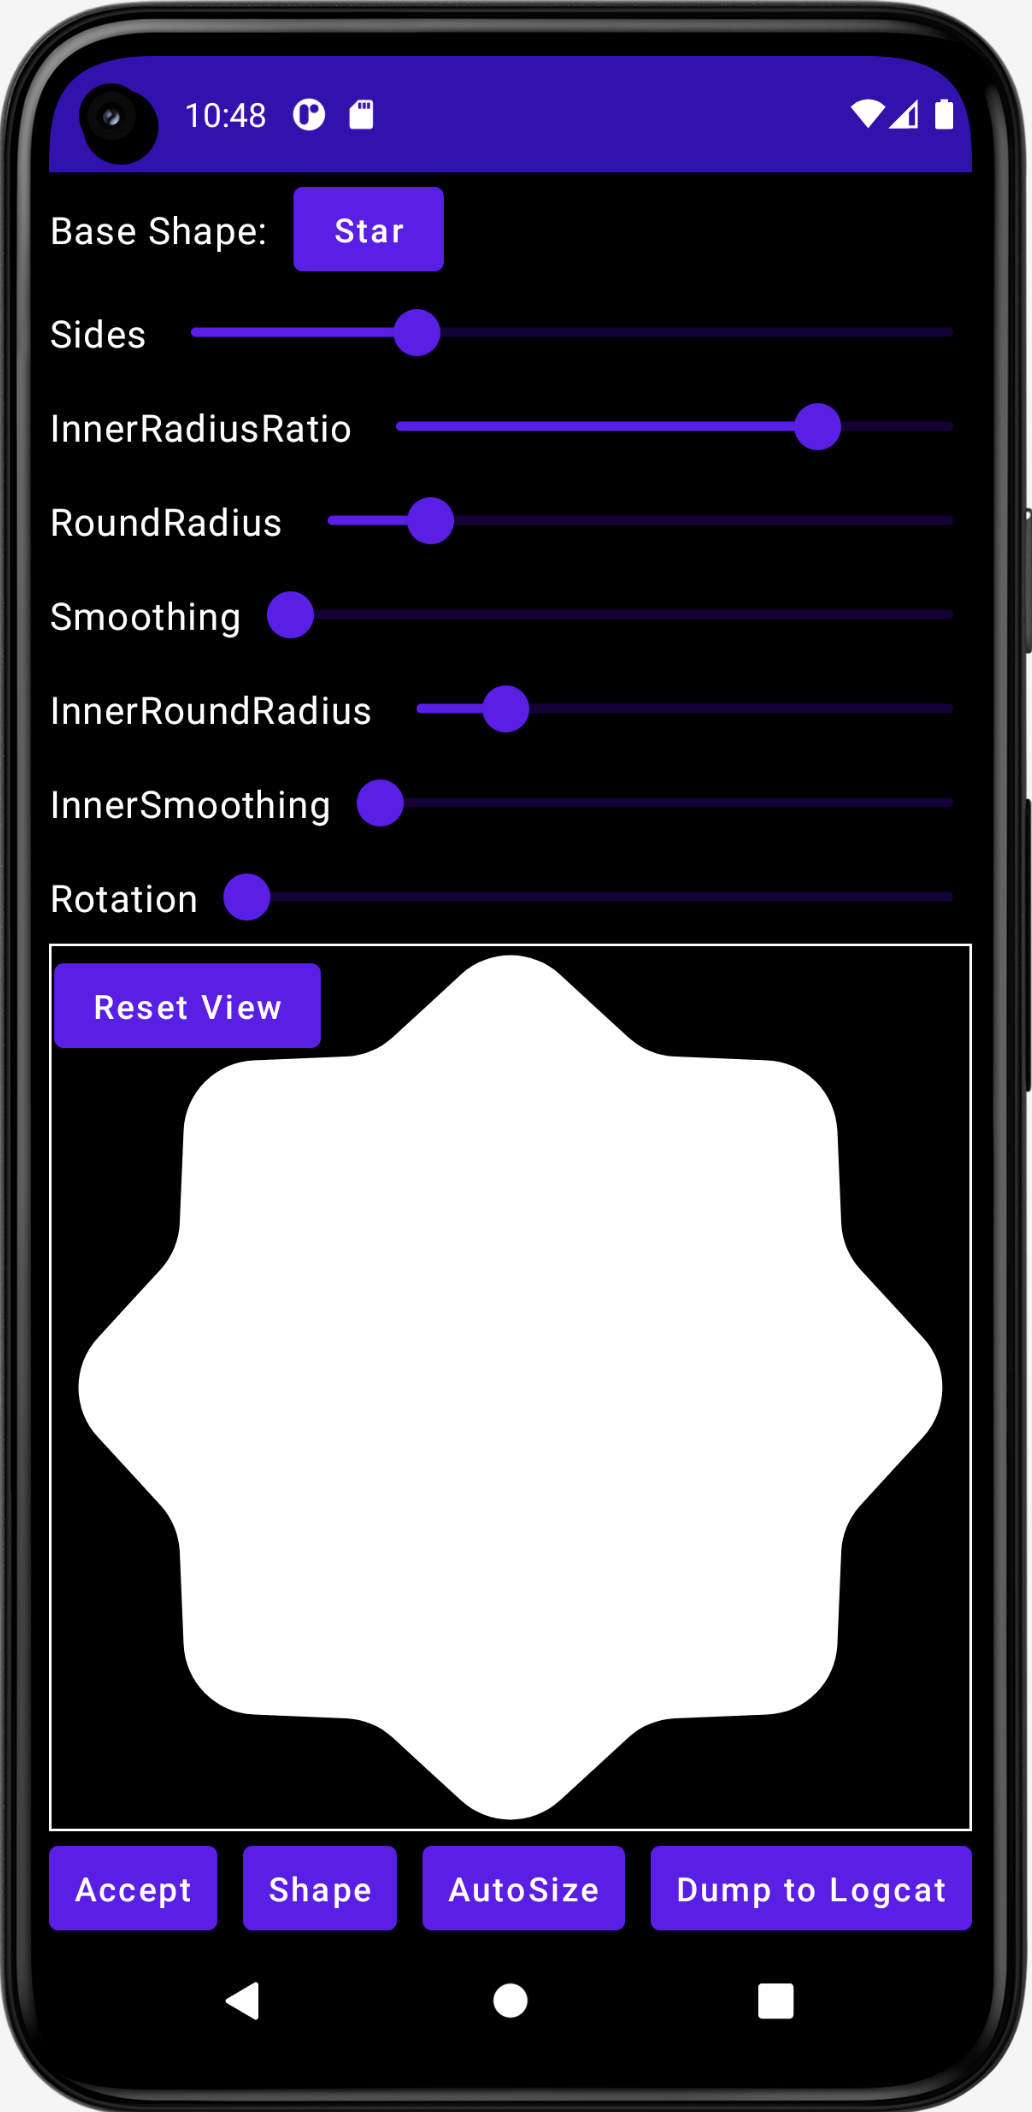 10:48
Base Shape: Star
Sides
InnerRadiusRatio
RoundRadius
Smoothing
InnerRoundRadius
InnerSmoothing
Rotation
Reset View
Accept Shape AutoSize Dump to Logcat